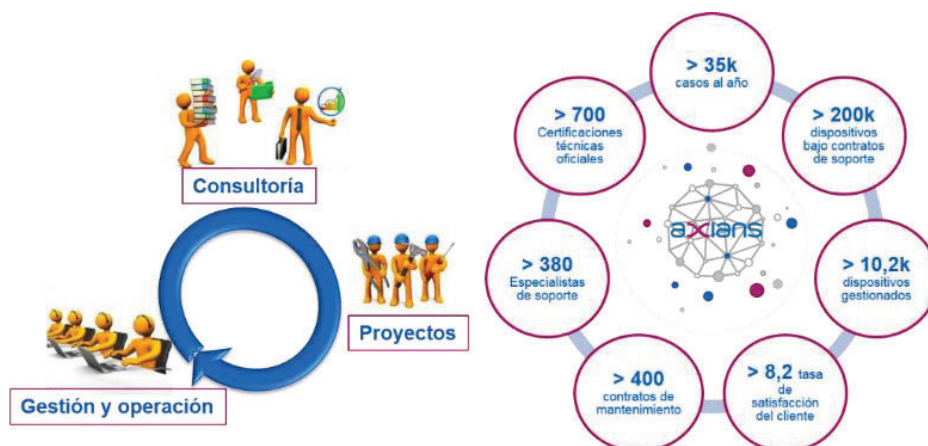 Consultoría
Proyectos
Gestión y operación
> 35k
casos al año
> 200k
dispositivos
bajo contratos
de soporte
> 10,2k
dispositivos
gestionados
> 8,2 tasa
de
satisfacción
del cliente
> 400
contratos de
mantenimiento
> 380
Especialistas
de soporte
> 700
Certificaciones
técnicas
oficiales
axians